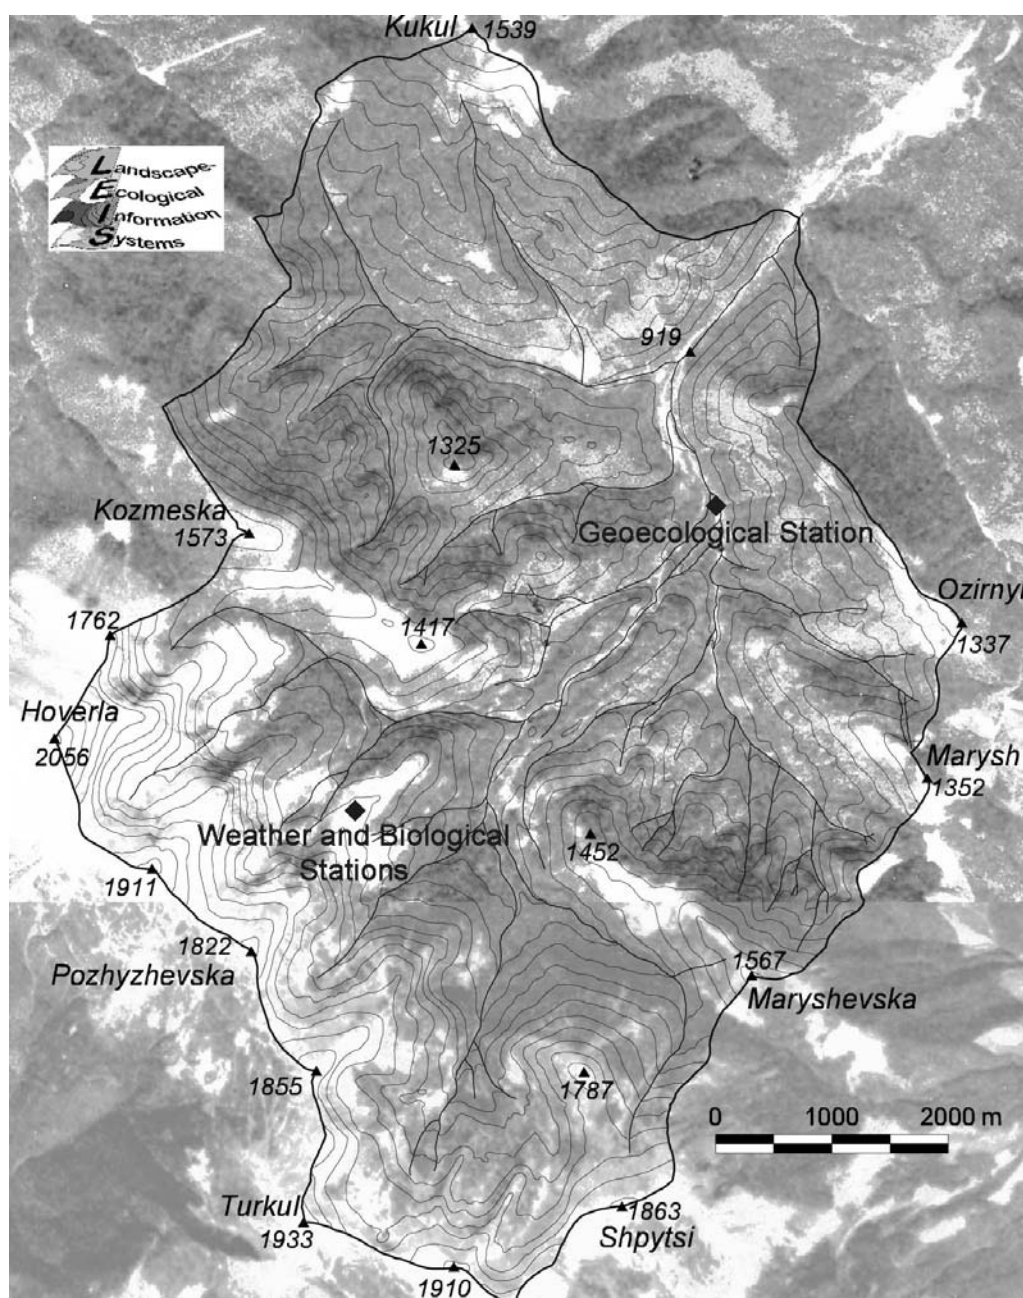 Kukul 1539
Landscape-
Ecological
Information
Systems
919
1325
Kozmeska
1573
Geoecological Station
Ozirnyi
1337
1762
1417
Hoverla
2056
Marysh
1352
Weather and Biological
Stations
1452
1911
1822
Pozhyzhevska
1567
Maryshevska
1855
1787
0 1000 2000 m
Turkul
1933
1863
Shpytsi
1910